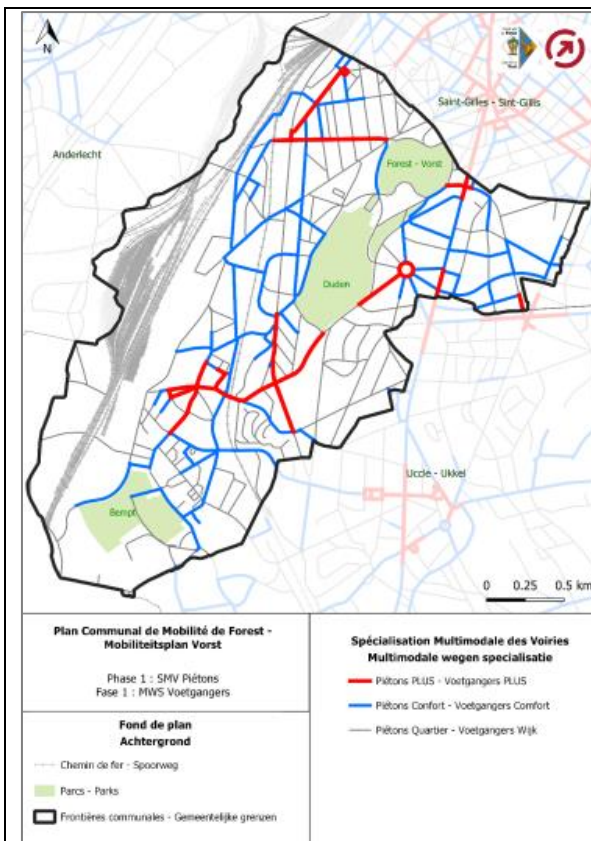 N
Saint-Gilles - Sint-Gillis
Anderlecht
Forest - Vorst
Duden
Uccle - Ukkel
Bempt
0 0.25 0.5 km
Plan Communal de Mobilité de Forest -
Mobiliteitsplan Vorst
Phase 1 : SMV Piétons
Fase 1 : MWS Voetgangers
Fond de plan
Achtergrond
Chemin de fer - Spoorweg
Parcs - Parks
Frontières communales - Gemeentelijke grenzen
Spécialisation Multimodale des Voiries
Multimodale wegen specialisatie
Piétons PLUS - Voetgangers PLUS
Piétons Confort - Voetgangers Comfort
Piétons Quartier - Voetgangers Wijk